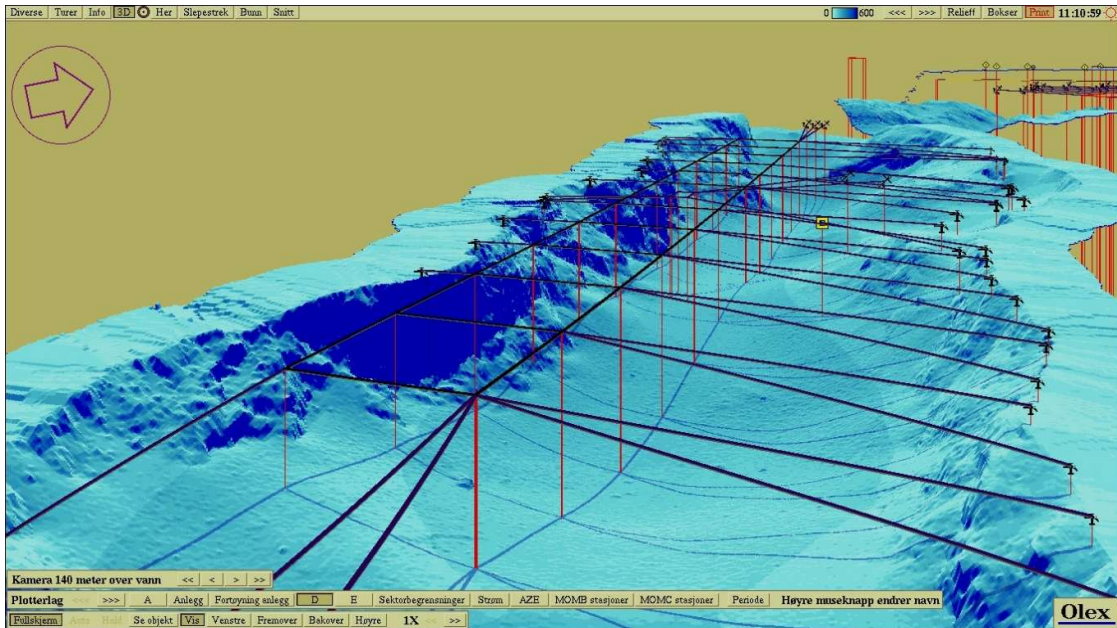 Diverse Turer Info 3D Her Slepestrek Bunn Snitt 0 600 <<< >>> Relieff Bokser Print 11:10:59
Kamera 140 meter over vann << < > >>
Plotterlag <<< >>> A Anlegg Fortøyning anlegg D E Sektorbegrensninger Strøm AZE MOMB stasjoner MOMC stasjoner Periode Høyre museknapp endrer navn
Fullskjerm Auto Hold Se objekt Vis Venstre Fremover Bakover Høyre 1X << >>
Olex